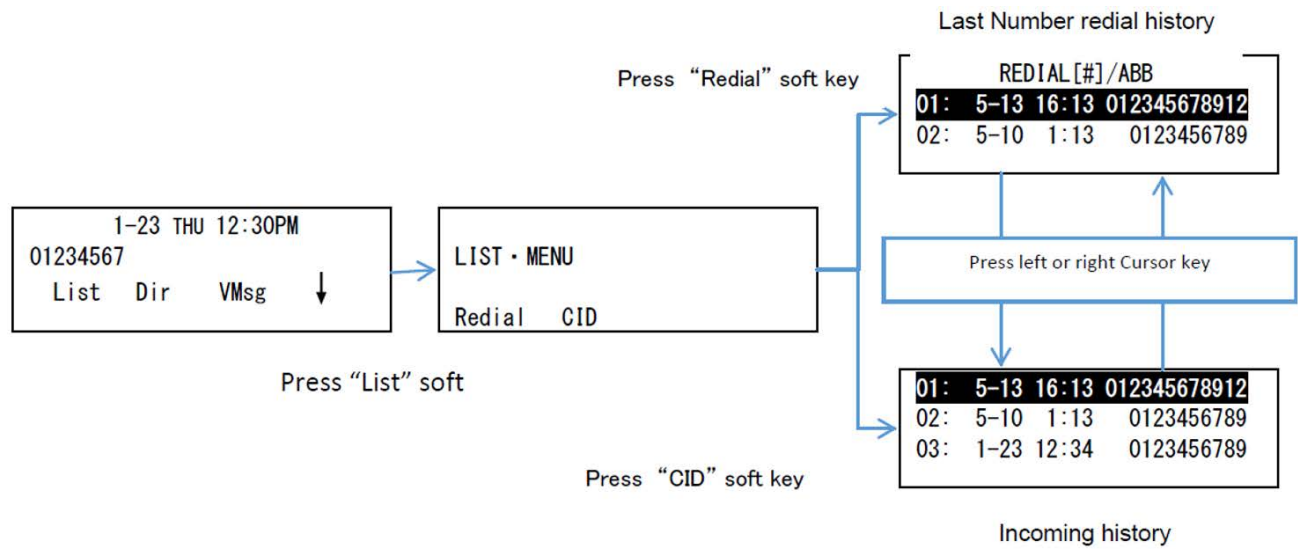 Last Number redial history
Press “Redial” soft key
REDIAL[#]/ABB
01: 5-13 16:13 012345678912
02: 5-10 1:13 0123456789
1-23 THU 12:30PM
01234567
List Dir VMsg ↓
LIST・MENU
Redial CID
Press left or right Cursor key
Press “List” soft
01: 5-13 16:13 012345678912
02: 5-10 1:13 0123456789
03: 1-23 12:34 0123456789
Press “CID” soft key
Incoming history